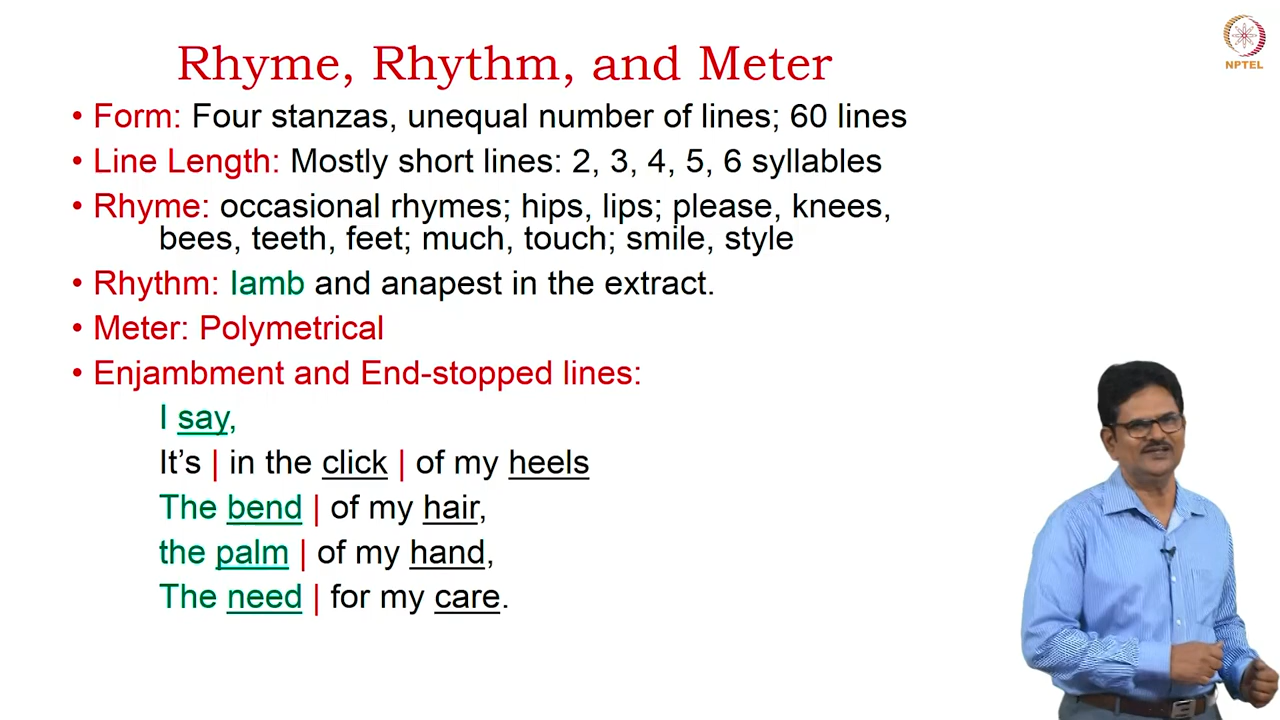 Rhyme, Rhythm, and Meter
NPTEL
• Form: Four stanzas, unequal number of lines; 60 lines
• Line Length: Mostly short lines: 2, 3, 4, 5, 6 syllables
• Rhyme: occasional rhymes; hips, lips; please, knees,
bees, teeth, feet; much, touch; smile, style
• Rhythm: Iamb and anapest in the extract.
• Meter: Polymetrical
• Enjambment and End-stopped lines:
I say,
It's | in the click | of my heels
The bend | of my hair,
the palm | of my hand,
The need | for my care.